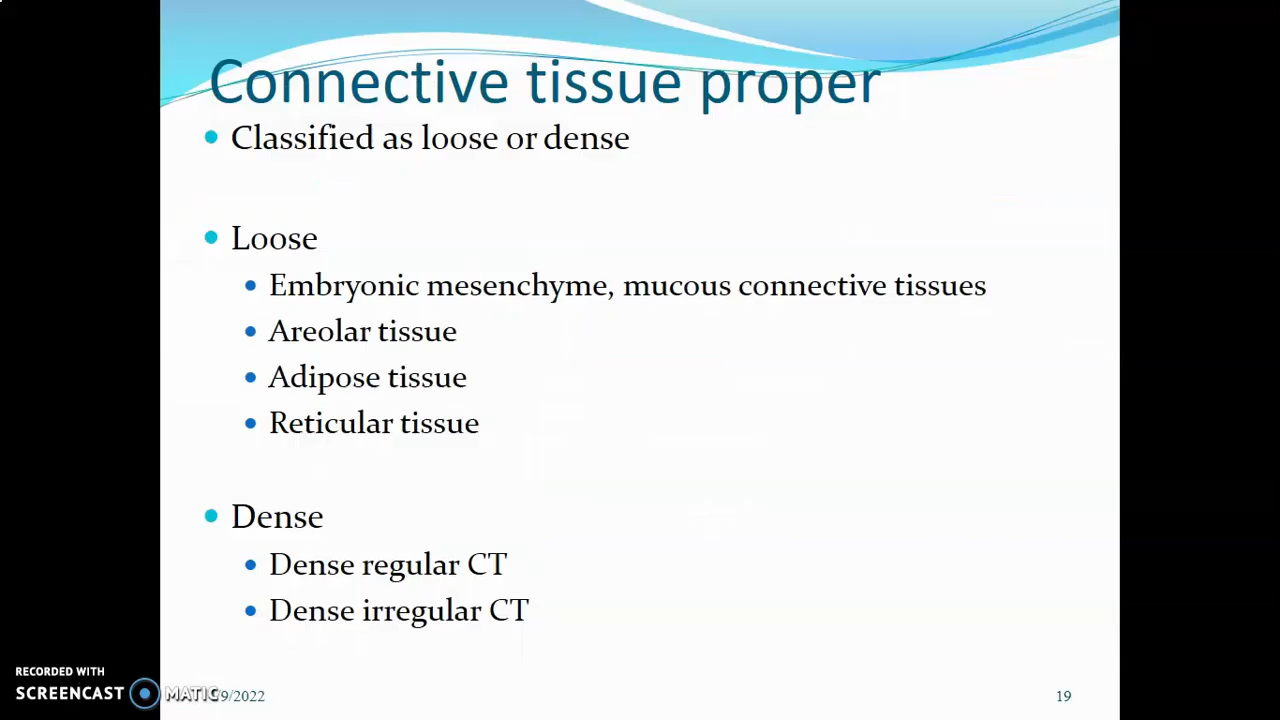 Connective tissue proper
Classified as loose or dense
Loose
Embryonic mesenchyme, mucous connective tissues
Areolar tissue
Adipose tissue
Reticular tissue
Dense
Dense regular CT
Dense irregular CT
RECORDED WITH
SCREENCAST MATIC
9/2022
19